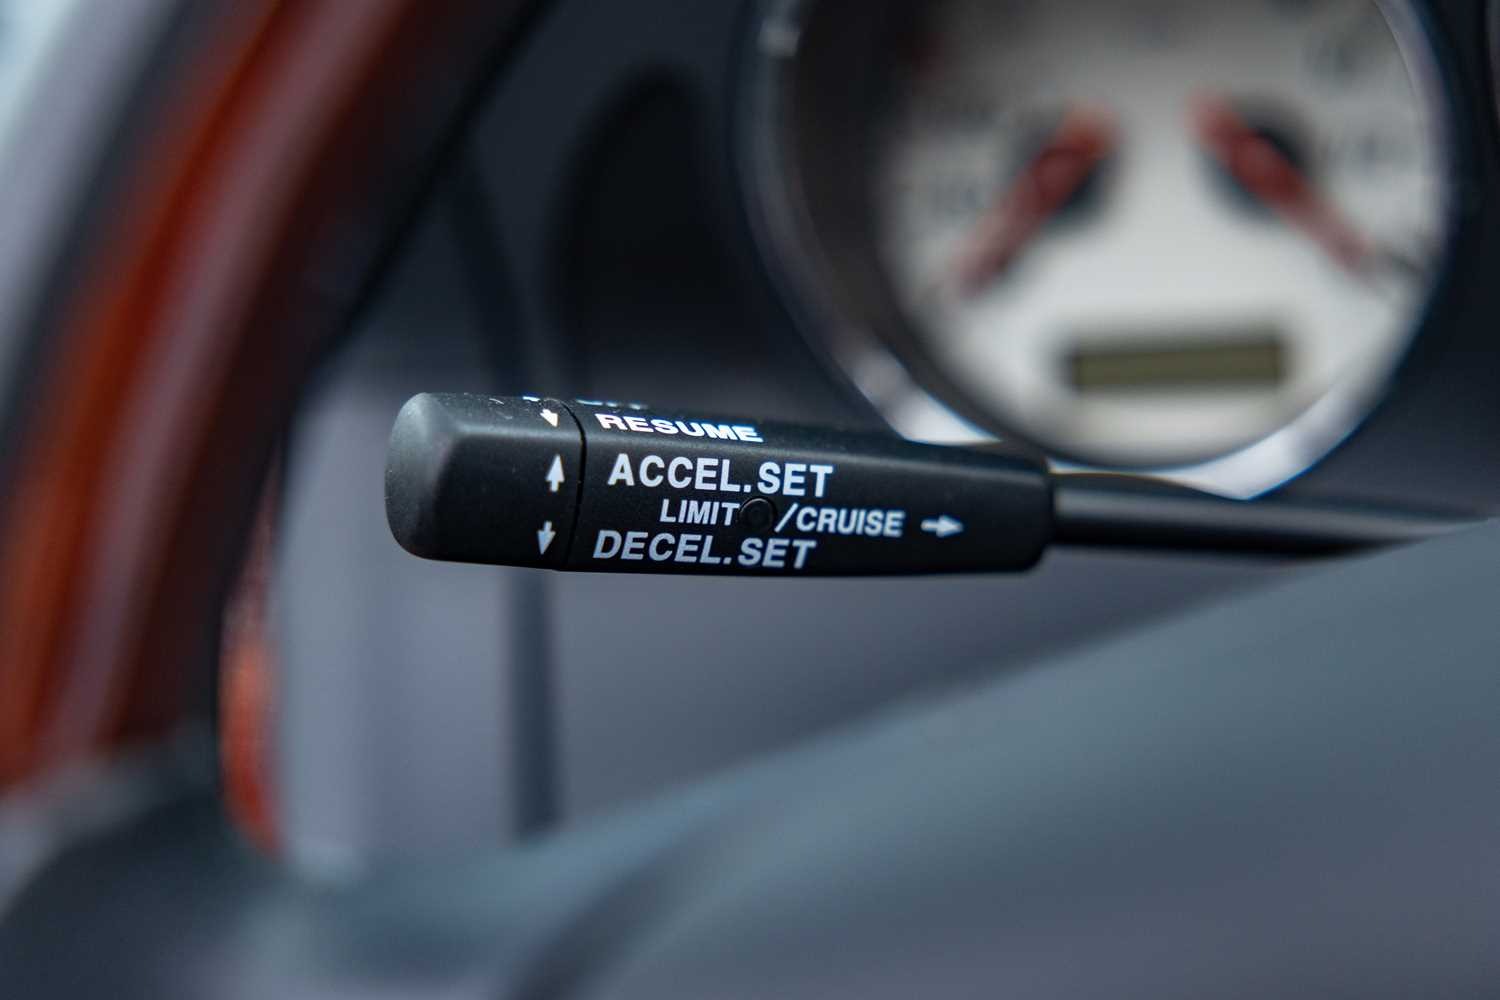 RESUME
ACCEL.SET
LIMIT /CRUISE
DECEL.SET